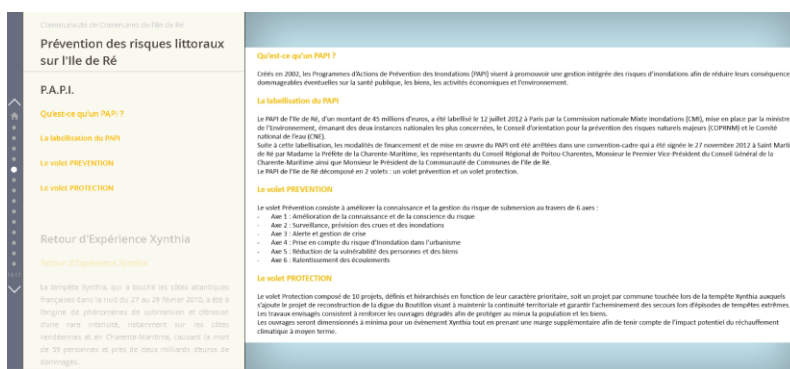 Communauté de Communes de l'Ile de Ré
Prévention des risques littoraux
sur l'Ile de Ré
P.A.P.I.
Qu'est-ce qu'un PAPI ?
La labellisation du PAPI
Le volet PREVENTION
Le volet PROTECTION
Retour d'Expérience Xynthia
Retour d'Expérience Xynthia
La tempête Xynthia, qui a touché les côtes atlantiques
françaises dans la nuit du 27 au 28 février 2010, a été à
l'origine de phénomènes de submersion et d'érosion
d'une rare intensité, notamment sur les côtes
vendéennes et en Charente-Maritime, causant la mort
de 59 personnes et près de deux milliards d'euros de
dommages.
Qu'est-ce qu'un PAPI ?
Créés en 2002, les Programmes d'Actions de Prévention des Inondations (PAPI) visent à promouvoir une gestion intégrée des risques d'inondations afin de réduire leurs conséquence
dommageables éventuelles sur la santé publique, les biens, les activités économiques et l'environnement.
La labellisation du PAPI
Le PAPI de l'Ile de Ré, d'un montant de 45 millions d'euros, a été labellisé le 12 juillet 2012 à Paris par la Commission nationale Mixte Inondations (CMI), mise en place par la ministre
de l'Environnement, émanant des deux instances nationales les plus concernées, le Conseil d'orientation pour la prévention des risques naturels majeurs (COPRNM) et le Comité
national de l'eau (CNE).
Suite à cette labellisation, les modalités de financement et de mise en œuvre du PAPI ont été arrêtées dans une convention-cadre qui a été signée le 27 novembre 2012 à Saint Marti
de Ré par Madame la Préfète de la Charente-Maritime, les représentants du Conseil Régional de Poitou-Charentes, Monsieur le Premier Vice-Président du Conseil Général de la
Charente-Maritime ainsi que Monsieur le Président de la Communauté de Communes de l'Ile de Ré.
Le PAPI de l'Ile de Ré décomposé en 2 volets : un volet prévention et un volet protection.
Le volet PREVENTION
Le volet Prévention consiste à améliorer la connaissance et la gestion du risque de submersion au travers de 6 axes :
- Axe 1 : Amélioration de la connaissance et de la conscience du risque
- Axe 2 : Surveillance, prévision des crues et des inondations
- Axe 3 : Alerte et gestion de crise
- Axe 4 : Prise en compte du risque d'Inondation dans l'urbanisme
- Axe 5 : Réduction de la vulnérabilité des personnes et des biens
- Axe 6 : Ralentissement des écoulements
Le volet PROTECTION
Le volet Protection composé de 10 projets, définis et hiérarchisés en fonction de leur caractère prioritaire, soit un projet par commune touchée lors de la tempête Xynthia auxquels
s'ajoute le projet de reconstruction de la digue du Boutillon visant à maintenir la continuité territoriale et garantir l'acheminement des secours lors d'épisodes de tempêtes extrêmes.
Les travaux envisagés consistent à renforcer les ouvrages dégradés afin de protéger au mieux la population et les biens.
Les ouvrages seront dimensionnés à minima pour un évènement Xynthia tout en prenant une marge supplémentaire afin de tenir compte de l'impact potentiel du réchauffement
climatique à moyen terme.